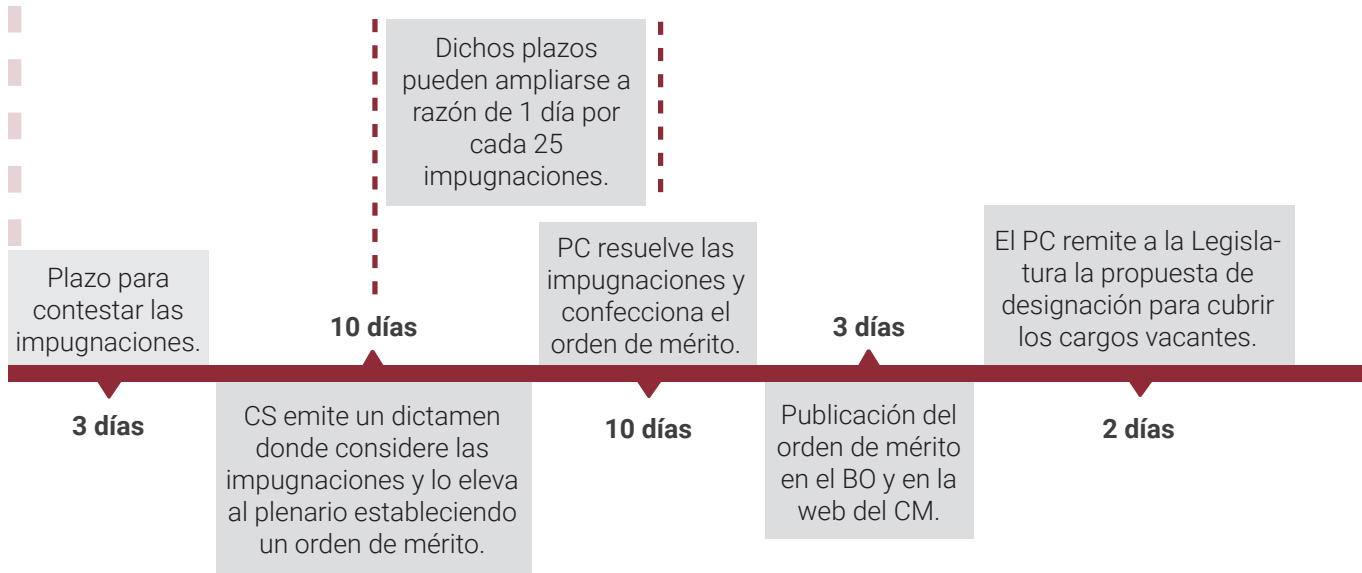 Dichos plazos
pueden ampliarse a
razón de 1 día por
cada 25
impugnaciones.
Plazo para
contestar las
impugnaciones.
3 días
10 días
CS emite un dictamen
donde considere las
impugnaciones y lo eleva
al plenario estableciendo
un orden de mérito.
PC resuelve las
impugnaciones y
confecciona el
orden de mérito.
10 días
3 días
Publicación del
orden de mérito
en el BO y en la
web del CM.
El PC remite a la Legisla-
tura la propuesta de
designación para cubrir
los cargos vacantes.
2 días